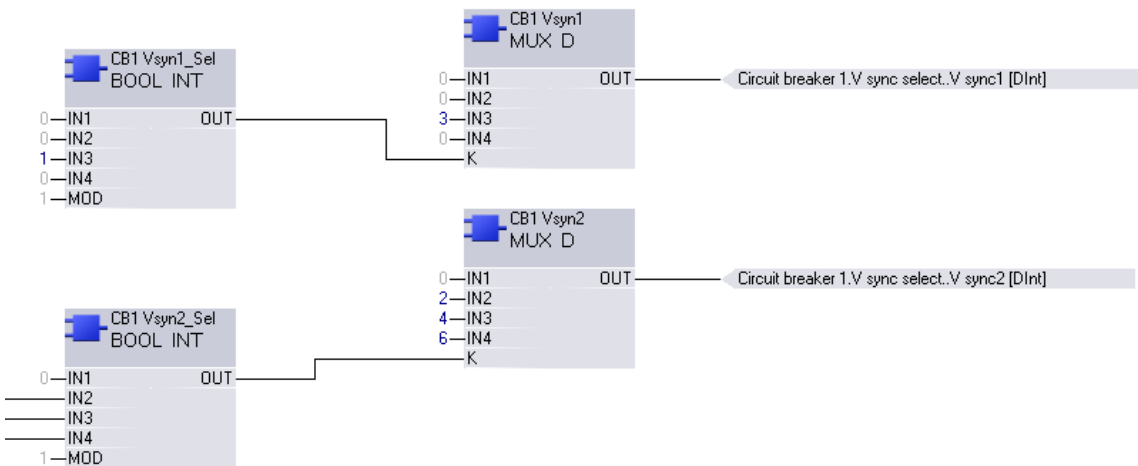 CB1 Vsyn1
MUX D
0 IN1 OUT Circuit breaker 1.V sync select..V sync1 [DInt]
0 IN2
3 IN3
0 IN4
K
CB1 Vsyn1_Sel
BOOL INT
0 IN1 OUT
0 IN2
1 IN3
0 IN4
1 MOD
CB1 Vsyn2
MUX D
0 IN1 OUT Circuit breaker 1.V sync select..V sync2 [DInt]
2 IN2
4 IN3
6 IN4
K
CB1 Vsyn2_Sel
BOOL INT
0 IN1 OUT
IN2
IN3
IN4
1 MOD